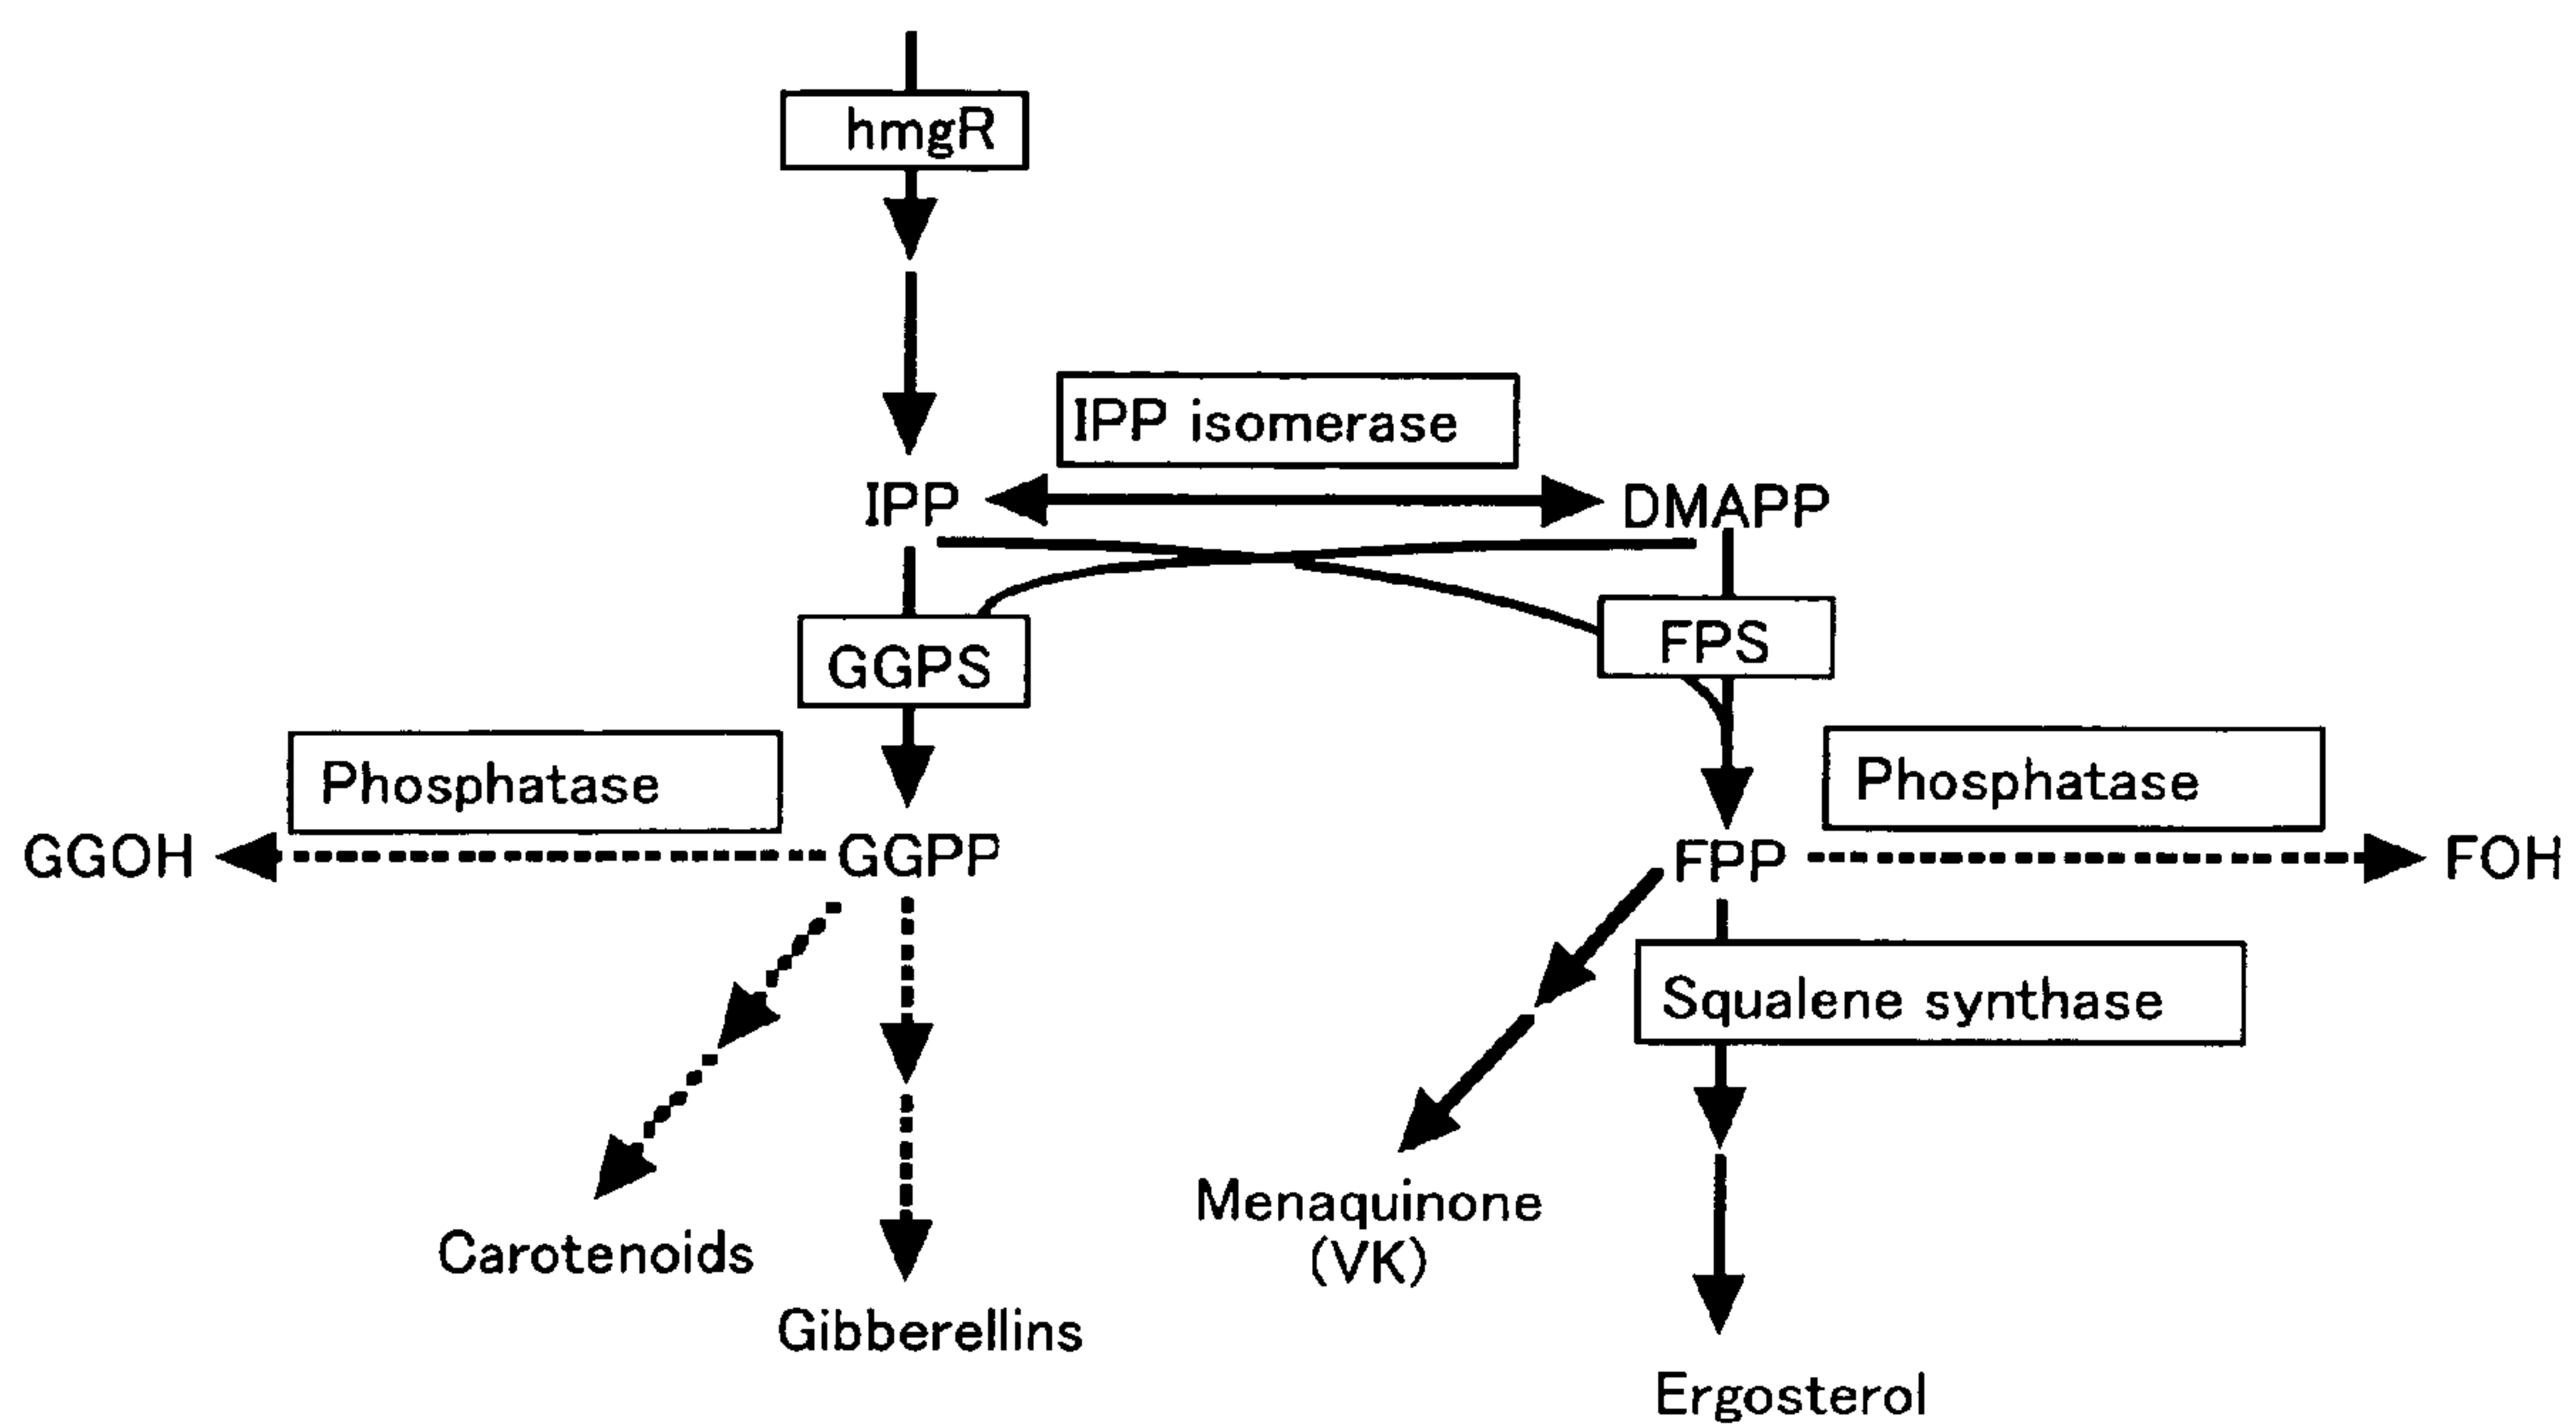 hmgR
IPP isomerase
IPP
DMAPP
GGPS
FPS
Phosphatase
Phosphatase
GGOH
GGPP
FPP
FOH
Squalene synthase
Menaquinone
(VK)
Carotenoids
Gibberellins
Ergosterol